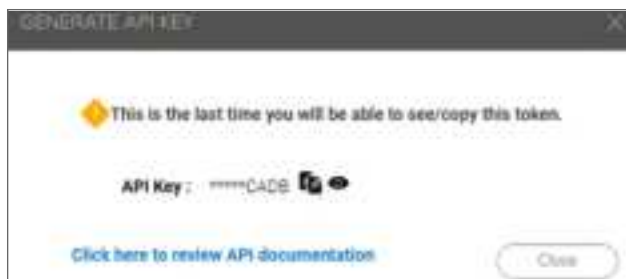 GENERATE API KEY X
This is the last time you will be able to see/copy this token.
API Key : *****CADB
Click here to review API documentation
Close